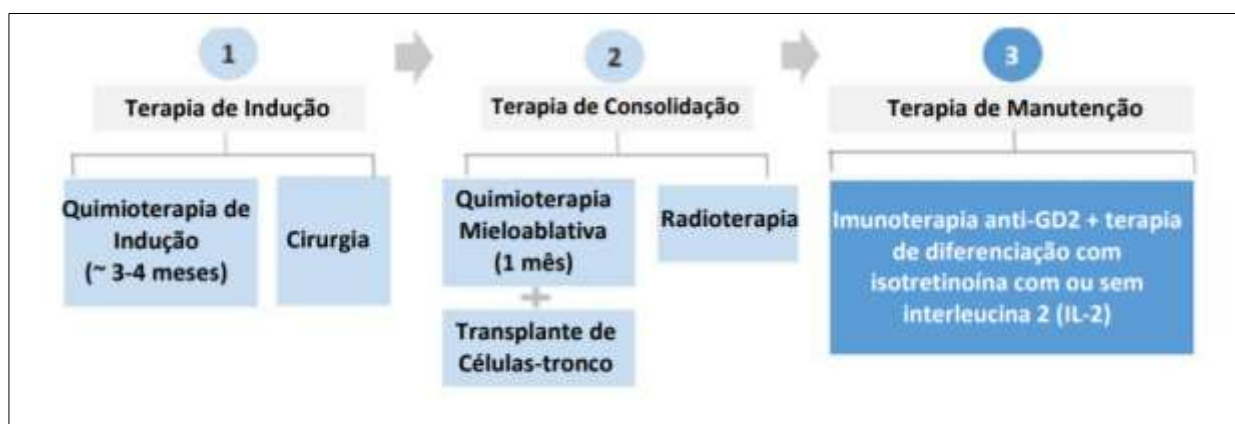 1
Terapia de Indução
Quimioterapia de
Indução
(~ 3-4 meses)
Cirurgia
2
Terapia de Consolidação
Quimioterapia
Mieloablativa
(1 mês)
+
Transplante de
Células-tronco
Radioterapia
3
Terapia de Manutenção
Imunoterapia anti-GD2 + terapia
de diferenciação com
isotretinoína com ou sem
interleucina 2 (IL-2)